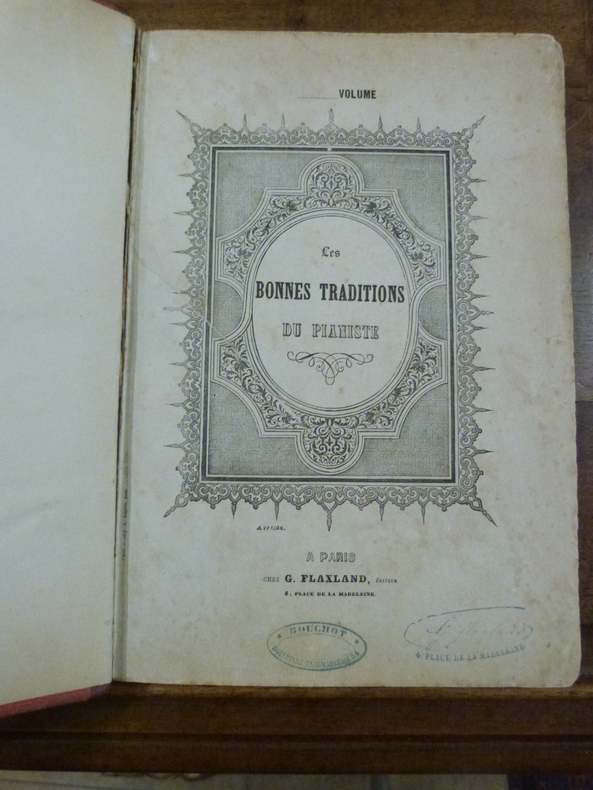 VOLUME
Les
BONNES TRADITIONS
DU PIANISTE
A PARIS
CHEZ G. FLAXLAND, ÉDITEUR
4, PLACE DE LA MADELEINE.
BOUCHOT
4, PLACE DE LA MADELEINE